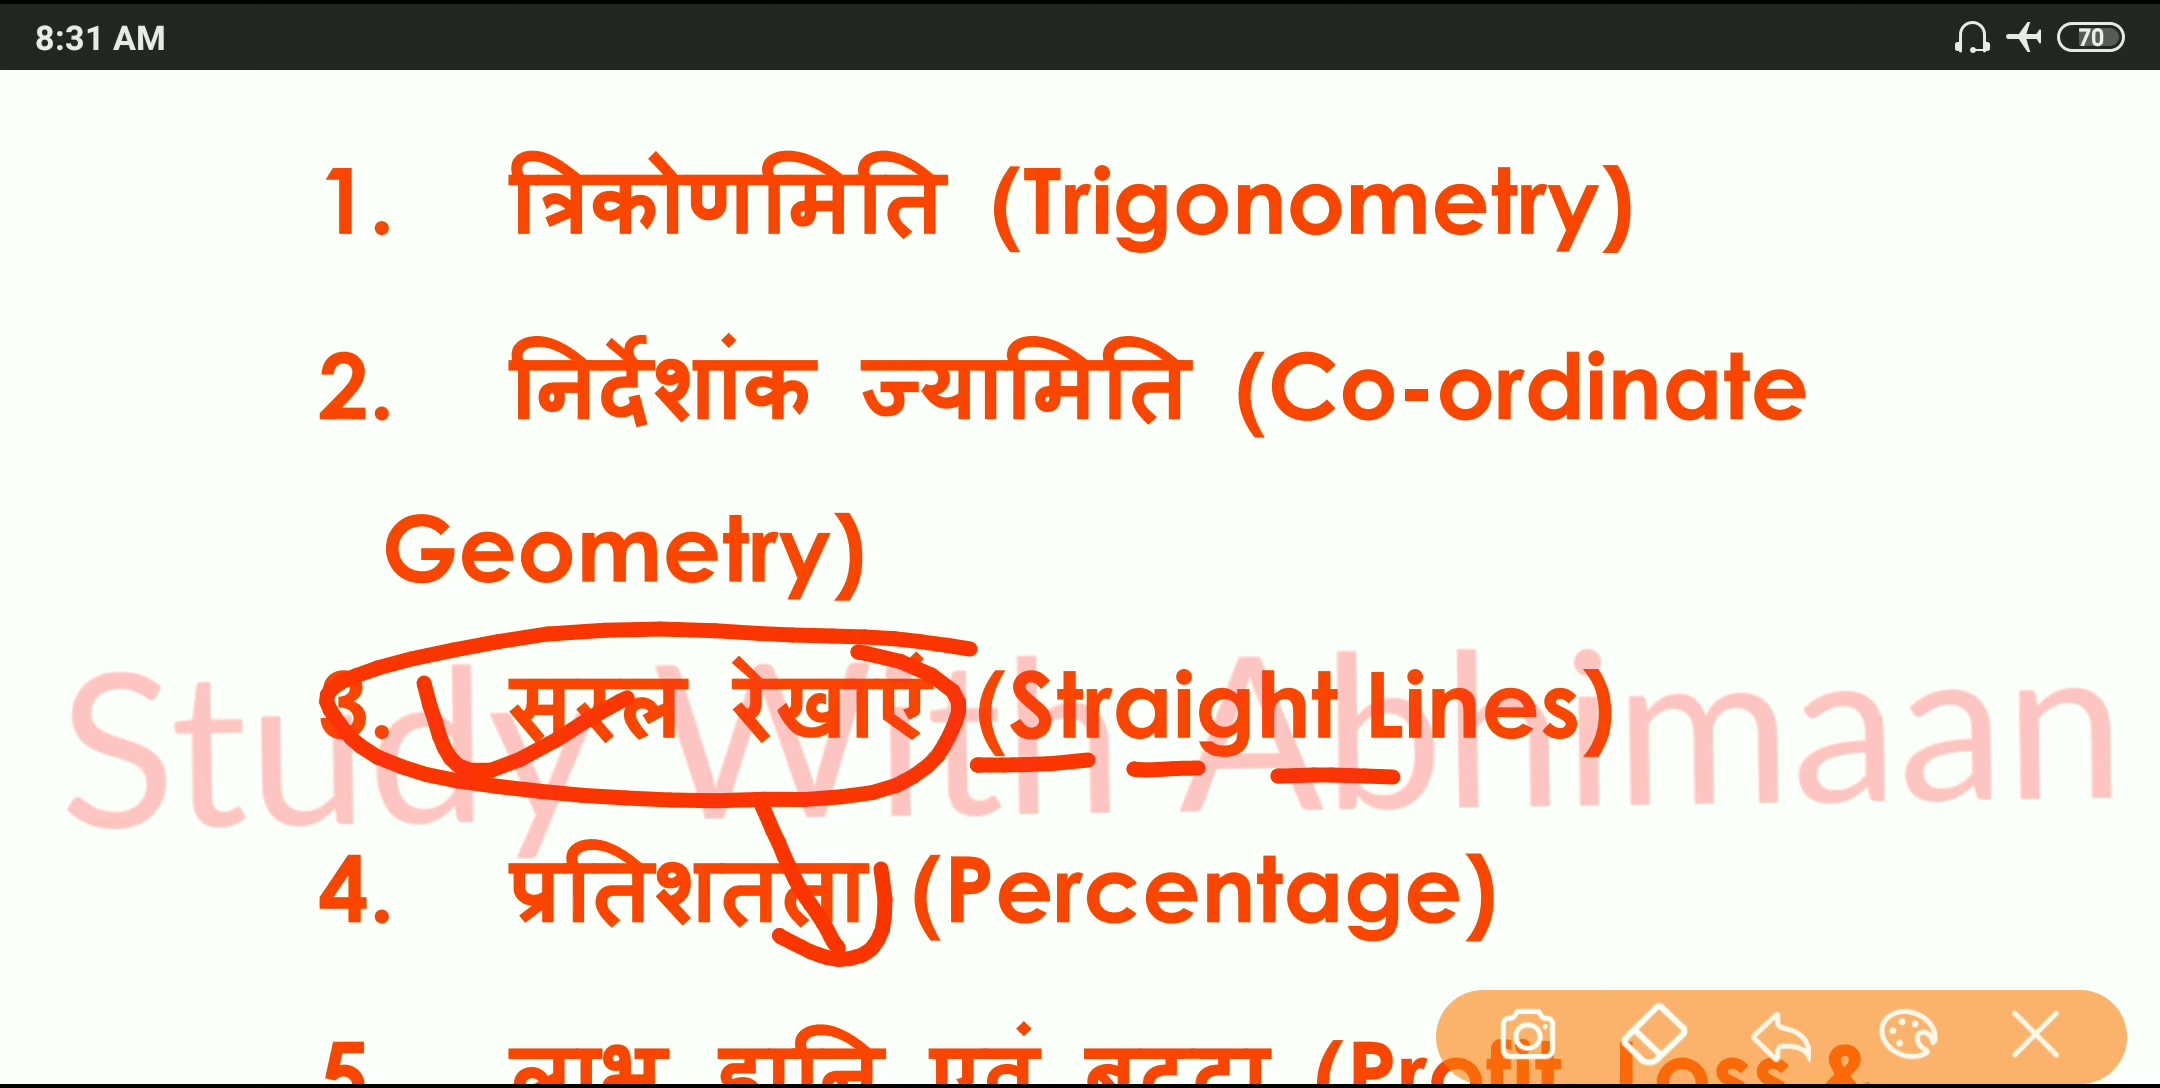 8:31 AM
70
1. त्रिकोणमिति (Trigonometry)
2. निर्देशांक ज्यामिति (Co-ordinate
Geometry)
3. सरल रेखाएं (Straight Lines)
Study With Abhimaan
4. प्रतिशतता (Percentage)
5. लाभ हानि एवं बट्टा (Profit, Loss &